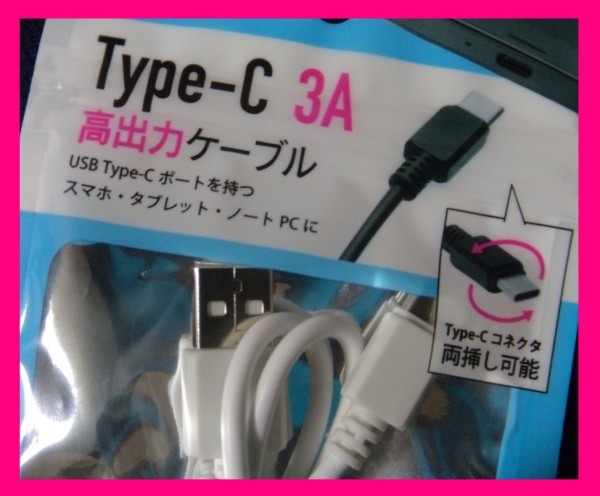 Type-C 3A
高出力ケーブル
USB Type-C ポートを持つ
スマホ・タブレット・ノートPCに
Type-C コネクタ
両挿し可能